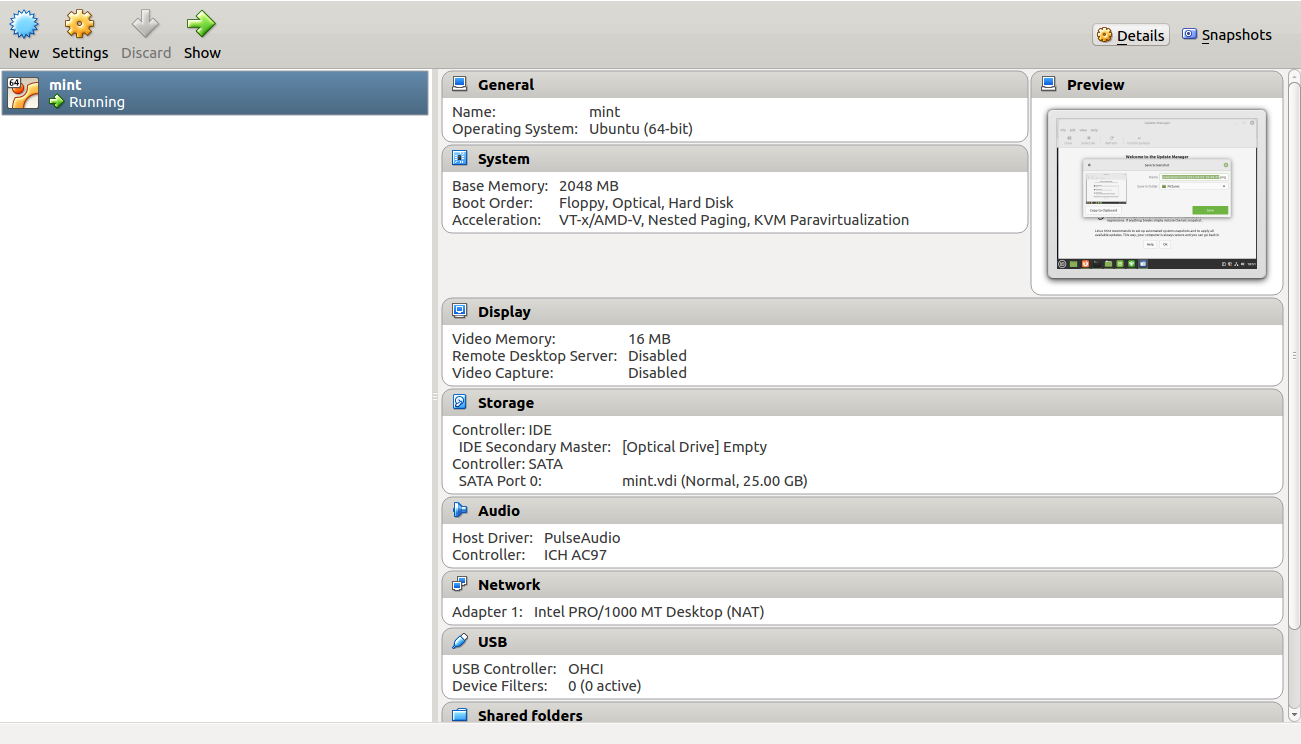 New Settings Discard Show
Details Snapshots
64
mint
Running
General
Name: mint
Operating System: Ubuntu (64-bit)
System
Base Memory: 2048 MB
Boot Order: Floppy, Optical, Hard Disk
Acceleration: VT-x/AMD-V, Nested Paging, KVM Paravirtualization
Preview
Welcome to the Update Manager
Display
Video Memory: 16 MB
Remote Desktop Server: Disabled
Video Capture: Disabled
Storage
Controller: IDE
IDE Secondary Master: [Optical Drive] Empty
Controller: SATA
SATA Port 0: mint.vdi (Normal, 25.00 GB)
Audio
Host Driver: PulseAudio
Controller: ICH AC97
Network
Adapter 1: Intel PRO/1000 MT Desktop (NAT)
USB
USB Controller: OHCI
Device Filters: 0 (0 active)
Shared folders